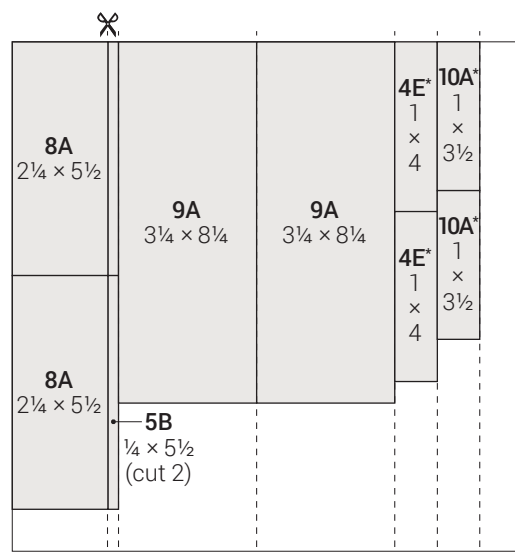 8A
2¼ × 5½
8A
2¼ × 5½
5B
¼ × 5½
(cut 2)
9A
3¼ × 8¼
9A
3¼ × 8¼
4E*
1
×
4
4E*
1
×
4
10A*
1
×
3½
10A*
1
×
3½